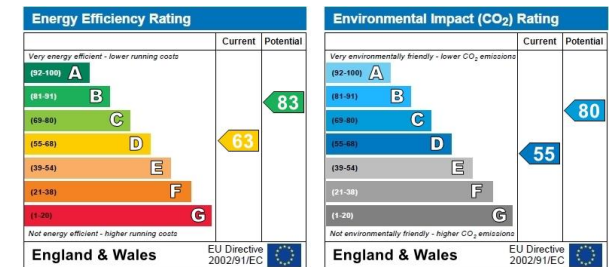 Energy Efficiency Rating
Current Potential
Very energy efficient - lower running costs
(92-100) A
(81-91) B
83
(69-80) C
(55-68) D
63
(39-54) E
(21-38) F
(1-20) G
Not energy efficient - higher running costs
England & Wales
EU Directive
2002/91/EC
Environmental Impact (CO₂) Rating
Current Potential
Very environmentally friendly - lower CO₂ emissions
(92-100) A
(81-91) B
(69-80) C
80
(55-68) D
55
(39-54) E
(21-38) F
(1-20) G
Not environmentally friendly - higher CO₂ emissions
England & Wales
EU Directive
2002/91/EC